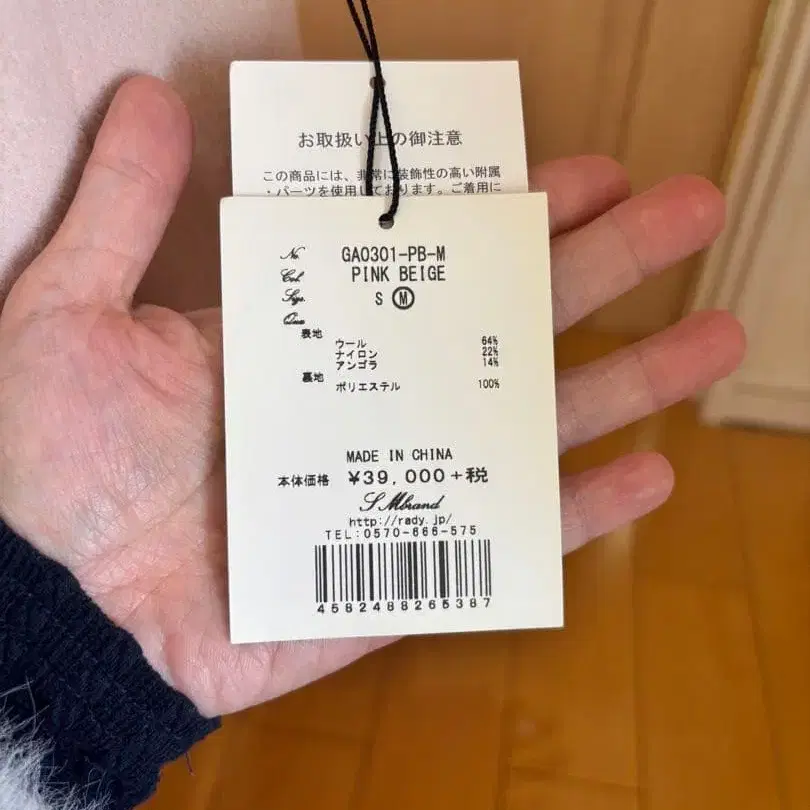 お取扱い上の御注意
この商品には、非常に装飾性の高い附属
・パーツを使用しております。ご着用に
No GA0301-PB-M
Col. PINK BEIGE
Sys. S M
Qua
表地
ウール 64%
ナイロン 22%
アンゴラ 14%
裏地
ポリエステル 100%
MADE IN CHINA
本体価格 ¥39,000+税
S Mbrand
http://rady.jp/
TEL:0570-666-575
4582488265387